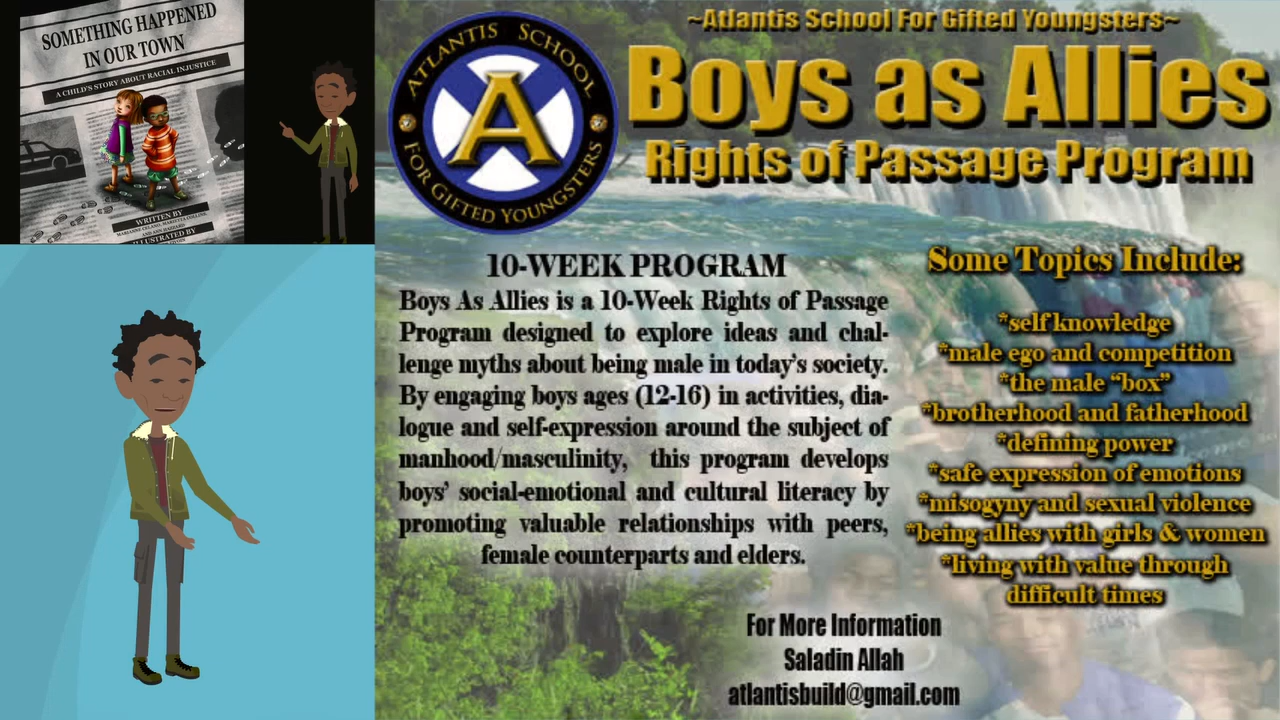 SOMETHING HAPPENED
IN OUR TOWN
A CHILD'S STORY ABOUT RACIAL INJUSTICE
WRITTEN BY
ILLUSTRATED BY
ATLANTIS SCHOOL
FOR GIFTED YOUNGSTERS
A
~Atlantis School For Gifted Youngsters~
Boys as Allies
Rights of Passage Program
10-WEEK PROGRAM
Boys As Allies is a 10-Week Rights of Passage
Program designed to explore ideas and chal-
lenge myths about being male in today's society.
By engaging boys ages (12-16) in activities, dia-
logue and self-expression around the subject of
manhood/masculinity, this program develops
boys' social-emotional and cultural literacy by
promoting valuable relationships with peers,
female counterparts and elders.
Some Topics Include:
*self knowledge
*male ego and competition
*the male “box”
*brotherhood and fatherhood
*defining power
*safe expression of emotions
*misogyny and sexual violence
*being allies with girls & women
*living with value through
difficult times
For More Information
Saladin Allah
atlantisbuild@gmail.com